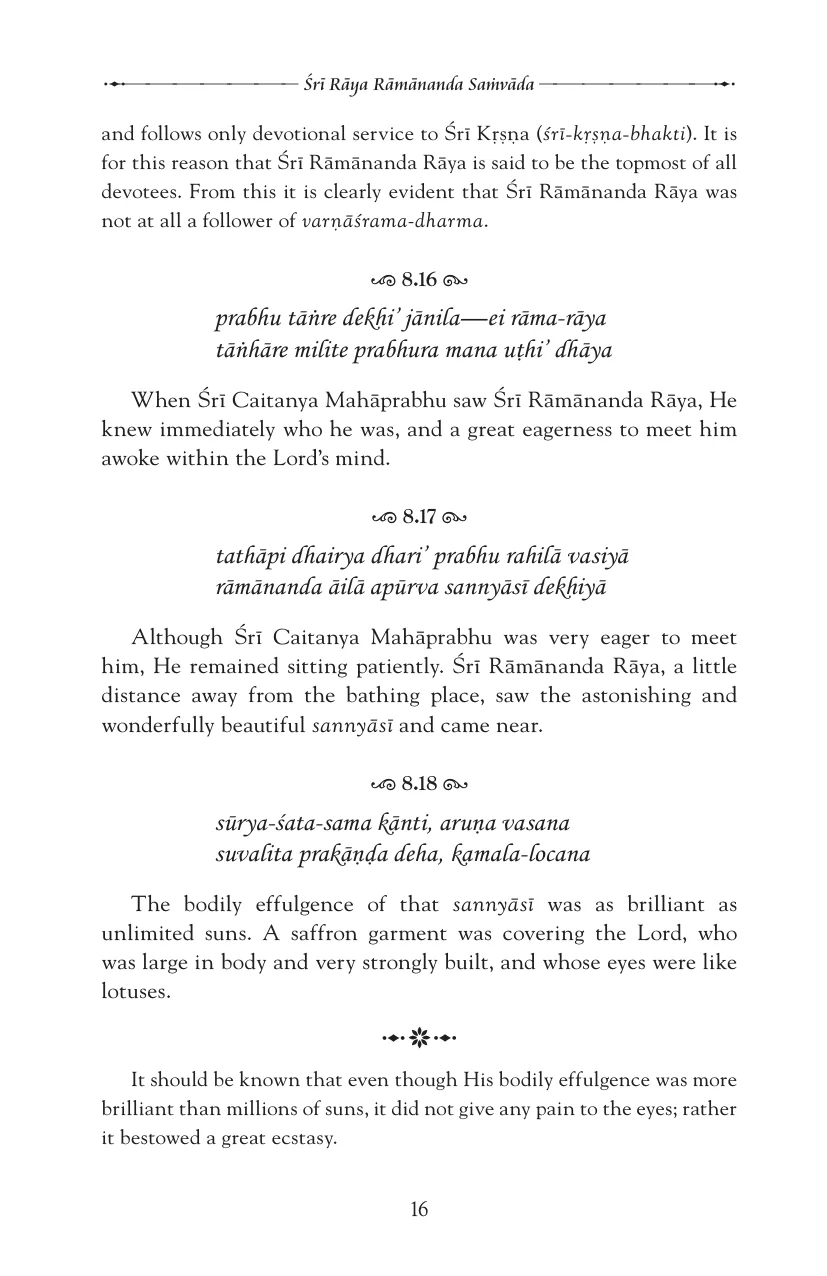 Śrī Rāya Rāmānanda Saṁvāda
and follows only devotional service to Śrī Kṛṣṇa (śrī-kṛṣṇa-bhakti). It is
for this reason that Śrī Rāmānanda Rāya is said to be the topmost of all
devotees. From this it is clearly evident that Śrī Rāmānanda Rāya was
not at all a follower of varṇāśrama-dharma.
8.16
prabhu tāṅre dekhi’ jānila—ei rāma-rāya
tāṅhāre milite prabhura mana uṭhi’ dhāya
When Śrī Caitanya Mahāprabhu saw Śrī Rāmānanda Rāya, He
knew immediately who he was, and a great eagerness to meet him
awoke within the Lord’s mind.
8.17
tathāpi dhairya dhari’ prabhu rahilā vasiyā
rāmānanda āilā apūrva sannyāsī dekhiyā
Although Śrī Caitanya Mahāprabhu was very eager to meet
him, He remained sitting patiently. Śrī Rāmānanda Rāya, a little
distance away from the bathing place, saw the astonishing and
wonderfully beautiful sannyāsī and came near.
8.18
sūrya-śata-sama kānti, aruṇa vasana
suvalita prakāṇḍa deha, kamala-locana
The bodily effulgence of that sannyāsī was as brilliant as
unlimited suns. A saffron garment was covering the Lord, who
was large in body and very strongly built, and whose eyes were like
lotuses.
It should be known that even though His bodily effulgence was more
brilliant than millions of suns, it did not give any pain to the eyes; rather
it bestowed a great ecstasy.
16